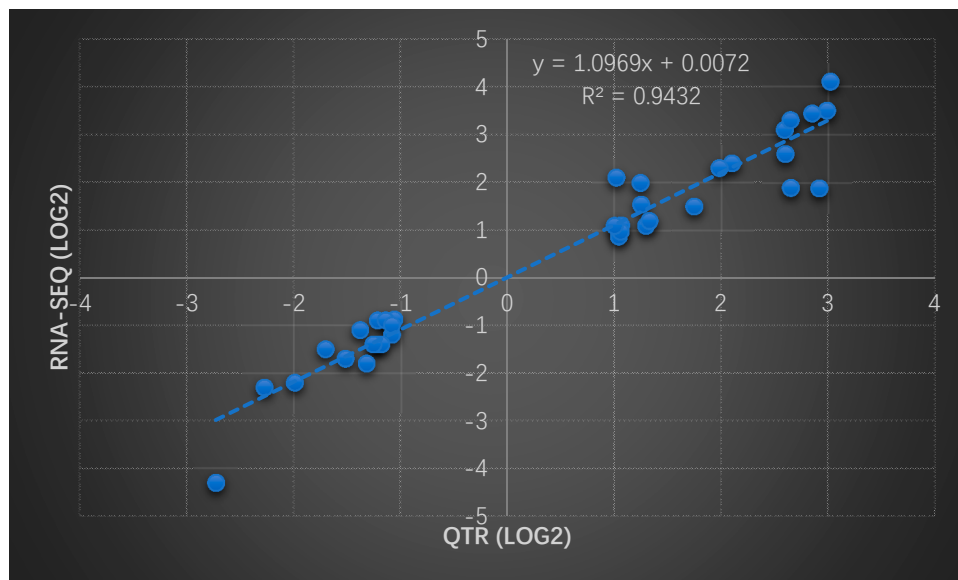 5
y = 1.0969x + 0.0072
R² = 0.9432
4
3
2
1
0
-4 -3 -2 -1 0 1 2 3 4
-1
-2
-3
-4
-5
RNA-SEQ (LOG2)
QTR (LOG2)